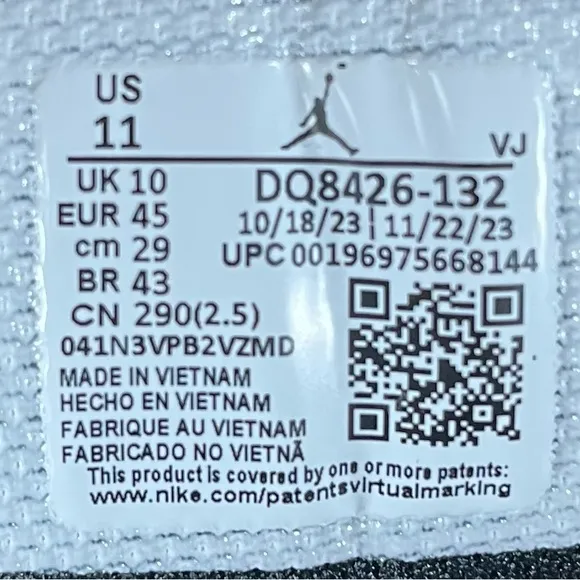 US
11
VJ
UK 10
EUR 45
cm 29
BR 43
CN 290(2.5)
041N3VPB2VZMD
DQ8426-132
10/18/23 | 11/22/23
UPC 00196975668144
MADE IN VIETNAM
HECHO EN VIETNAM
FABRIQUE AU VIETNAM
FABRICADO NO VIETNÃ
This product is covered by one or more patents:
www.nike.com/patentsvirtualmarking